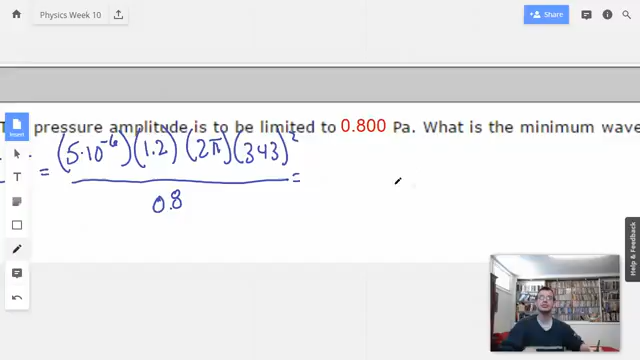 Physics Week 10
Share
Insert
pressure amplitude is to be limited to 0.800 Pa. What is the minimum wave
= (5·10⁻⁶)(1.2)(2π)(343)² =
0.8
Help & Feedback